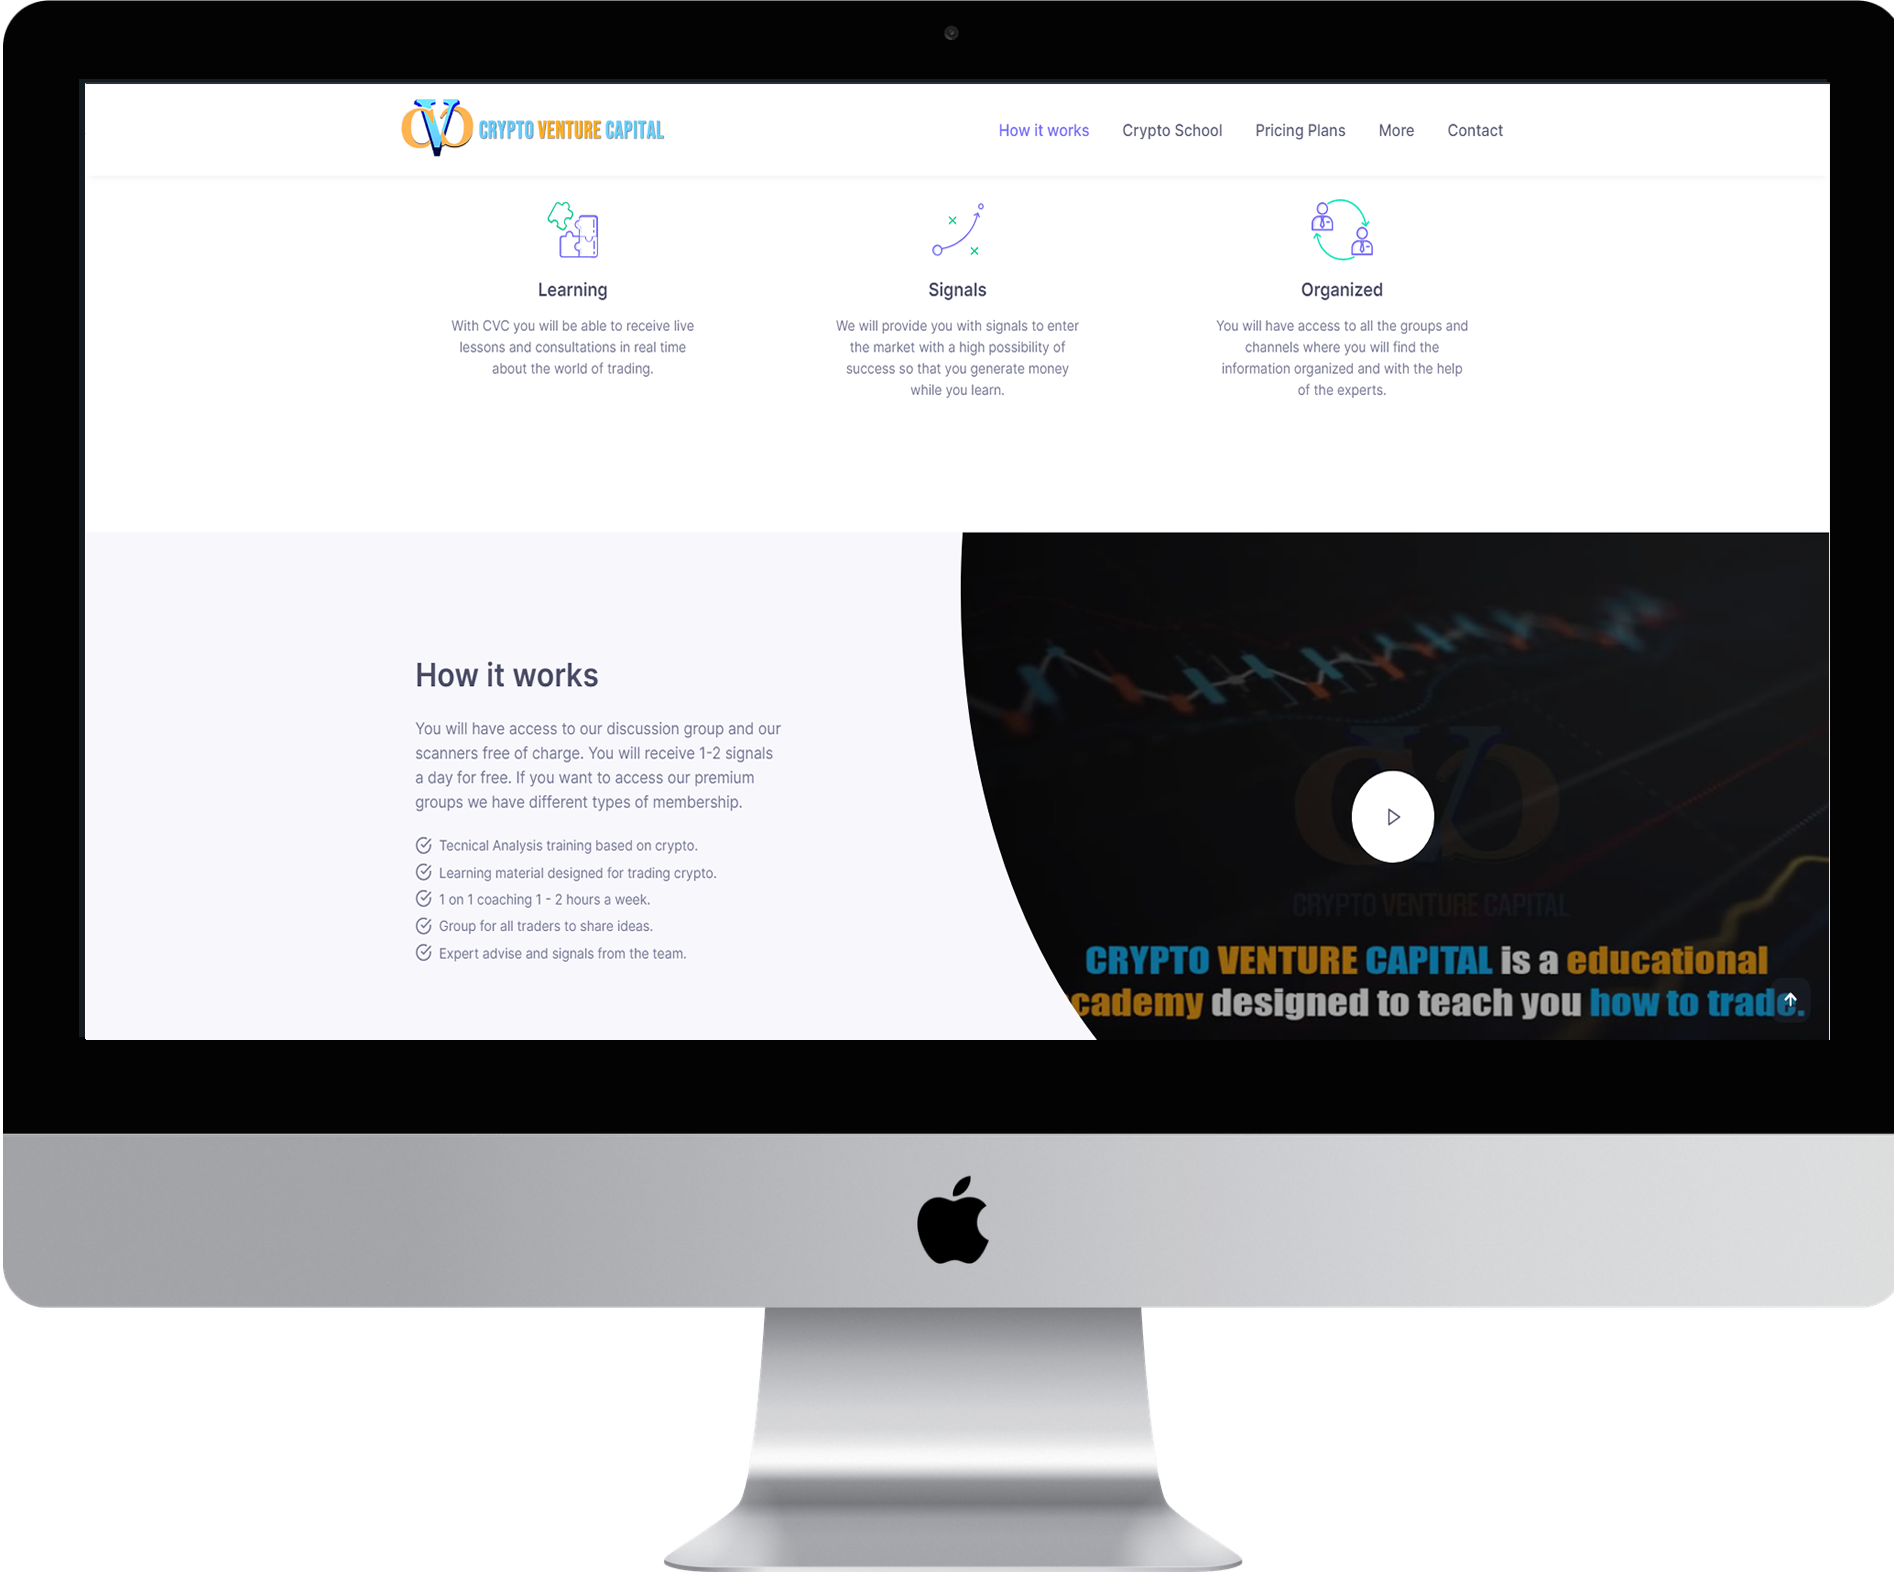 CVC CRYPTO VENTURE CAPITAL
How it works Crypto School Pricing Plans More Contact
Learning
With CVC you will be able to receive live
lessons and consultations in real time
about the world of trading.
Signals
We will provide you with signals to enter
the market with a high possibility of
success so that you generate money
while you learn.
Organized
You will have access to all the groups and
channels where you will find the
information organized and with the help
of the experts.
How it works
You will have access to our discussion group and our
scanners free of charge. You will receive 1-2 signals
a day for free. If you want to access our premium
groups we have different types of membership.
Tecnical Analysis training based on crypto.
Learning material designed for trading crypto.
1 on 1 coaching 1 - 2 hours a week.
Group for all traders to share ideas.
Expert advise and signals from the team.
CVC
CRYPTO VENTURE CAPITAL
CRYPTO VENTURE CAPITAL is a educational
cademy designed to teach you how to trade.